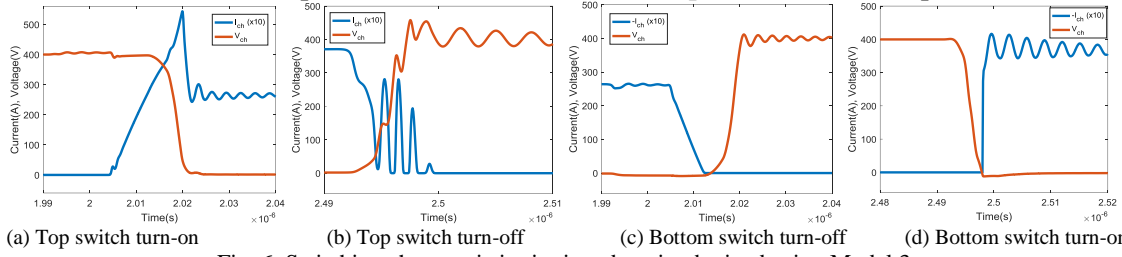 500
400
300
200
100
0
Current(A), Voltage(V)
I_ch (x10)
V_ch
1.99
2
2.01
2.02
2.03
2.04
Time(s)
×10^-6
(a) Top switch turn-on
500
400
300
200
100
0
Current(A), Voltage(V)
I_ch (x10)
V_ch
2.49
2.5
2.51
Time(s)
×10^-6
(b) Top switch turn-off
500
400
300
200
100
0
Current(A), Voltage(V)
-I_ch (x10)
V_ch
1.99
2
2.01
2.02
2.03
2.04
Time(s)
×10^-6
(c) Bottom switch turn-off
500
400
300
200
100
0
Current(A), Voltage(V)
-I_ch (x10)
V_ch
2.48
2.49
2.5
2.51
2.52
Time(s)
×10^-6
(d) Bottom switch turn-on